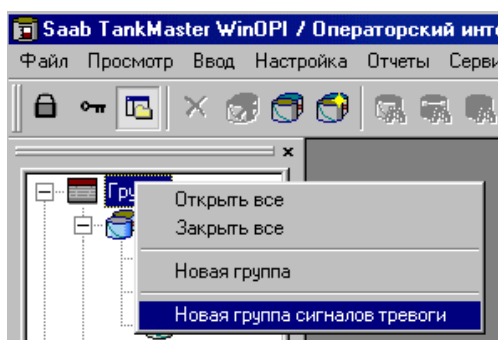 Saab TankMaster WinOPI / Операторский инте
Файл Просмотр Ввод Настройка Отчеты Серви
Гру
Открыть все
Закрыть все
Новая группа
Новая группа сигналов тревоги